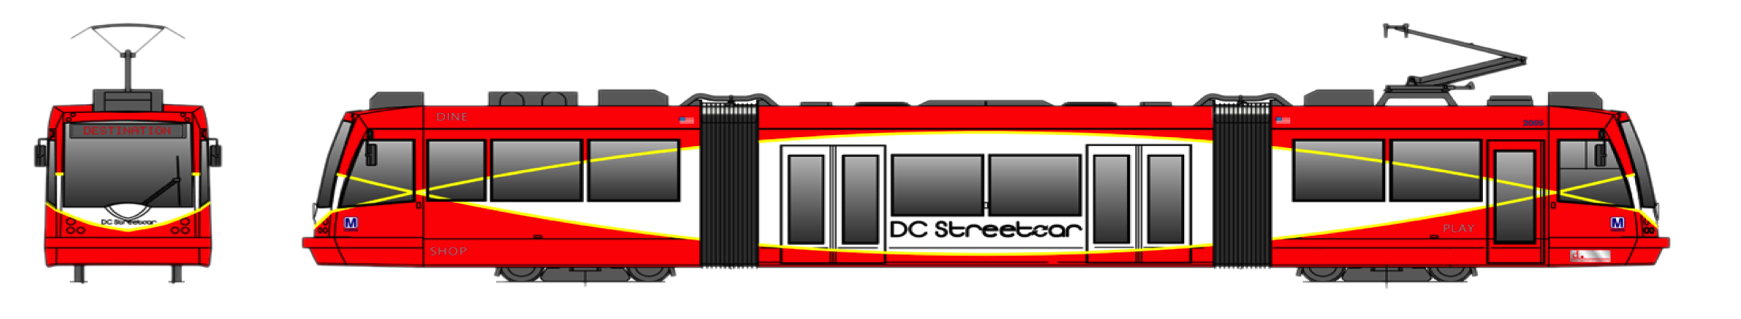 DESTINATION
DC Streetcar
DINE
M
SHOP
DC Streetcar
PLAY
M